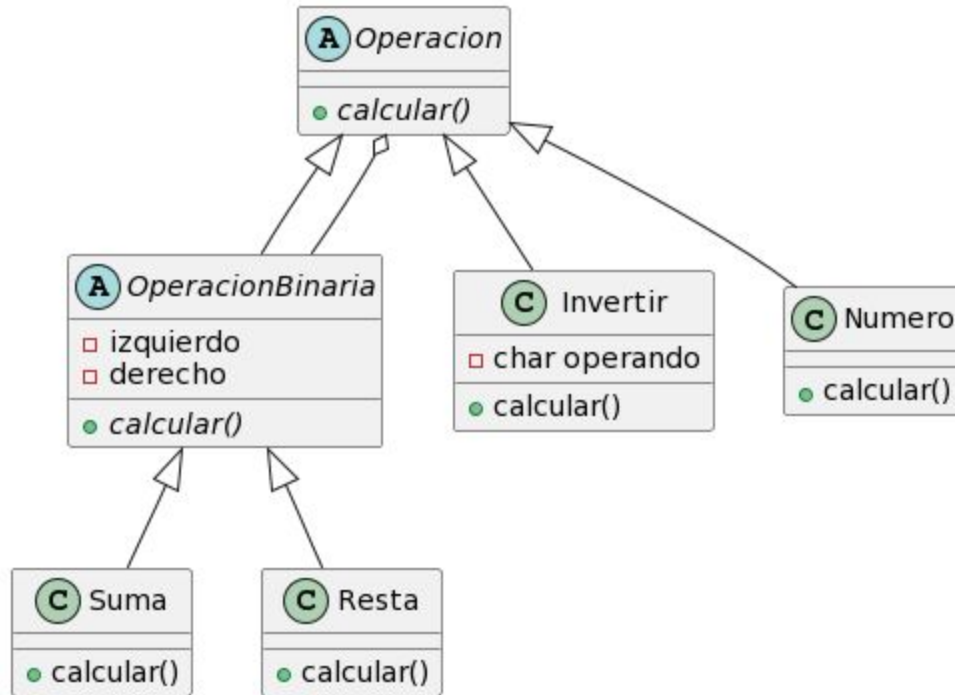 A Operacion
calcular()
A OperacionBinaria
izquierdo
derecho
calcular()
C Invertir
char operando
calcular()
C Numero
calcular()
C Suma
calcular()
C Resta
calcular()